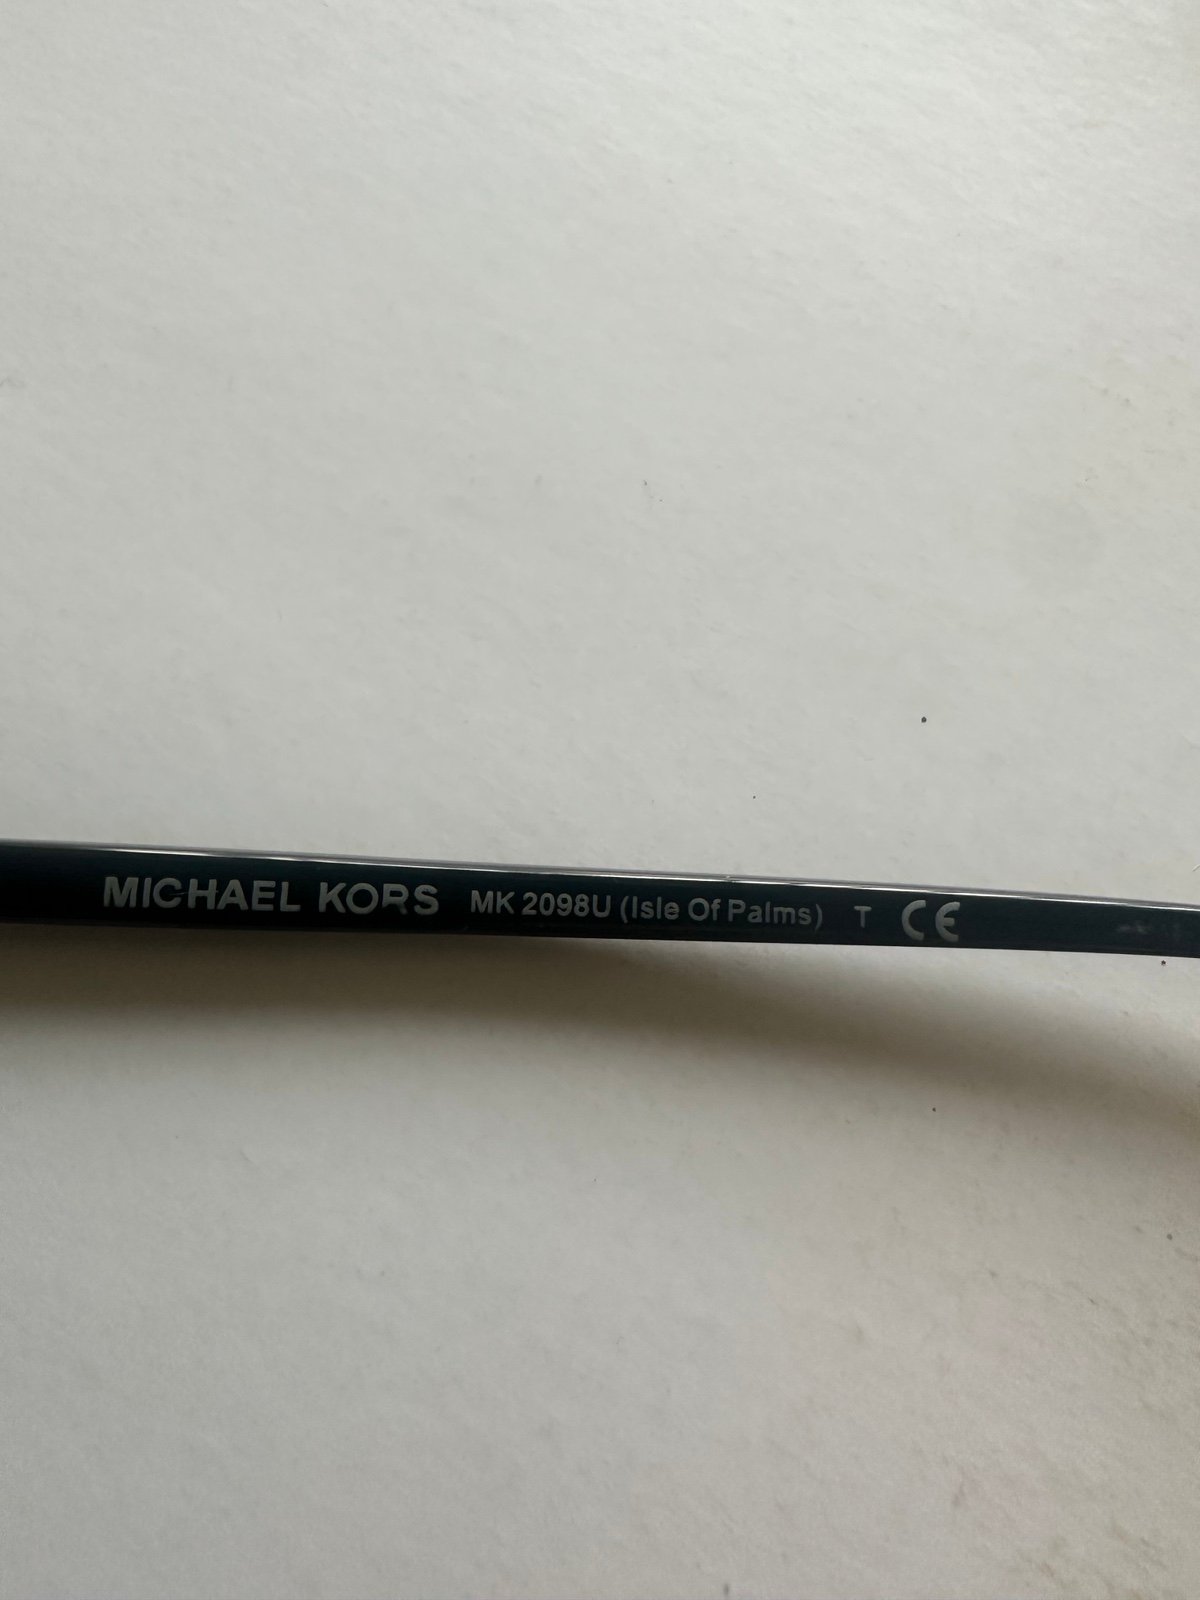 MICHAEL KORS MK 2098U (Isle Of Palms) T CE